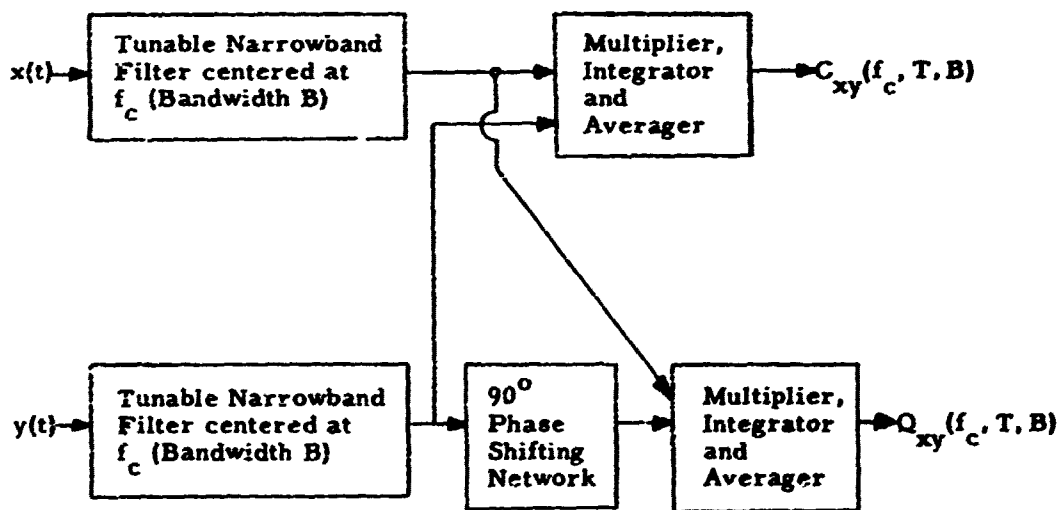 x(t)
Tunable Narrowband
Filter centered at
f_c (Bandwidth B)
Multiplier,
Integrator
and
Averager
C_xy(f_c, T, B)
y(t)
Tunable Narrowband
Filter centered at
f_c (Bandwidth B)
90°
Phase
Shifting
Network
Multiplier,
Integrator
and
Averager
Q_xy(f_c, T, B)